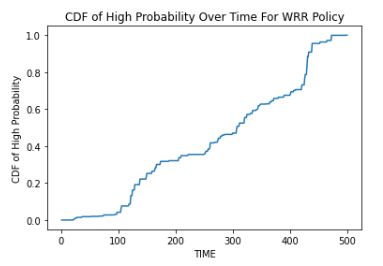 CDF of High Probability Over Time For WRR Policy
1.0
0.8
0.6
0.4
0.2
0.0
CDF of High Probability
0 100 200 300 400 500
TIME